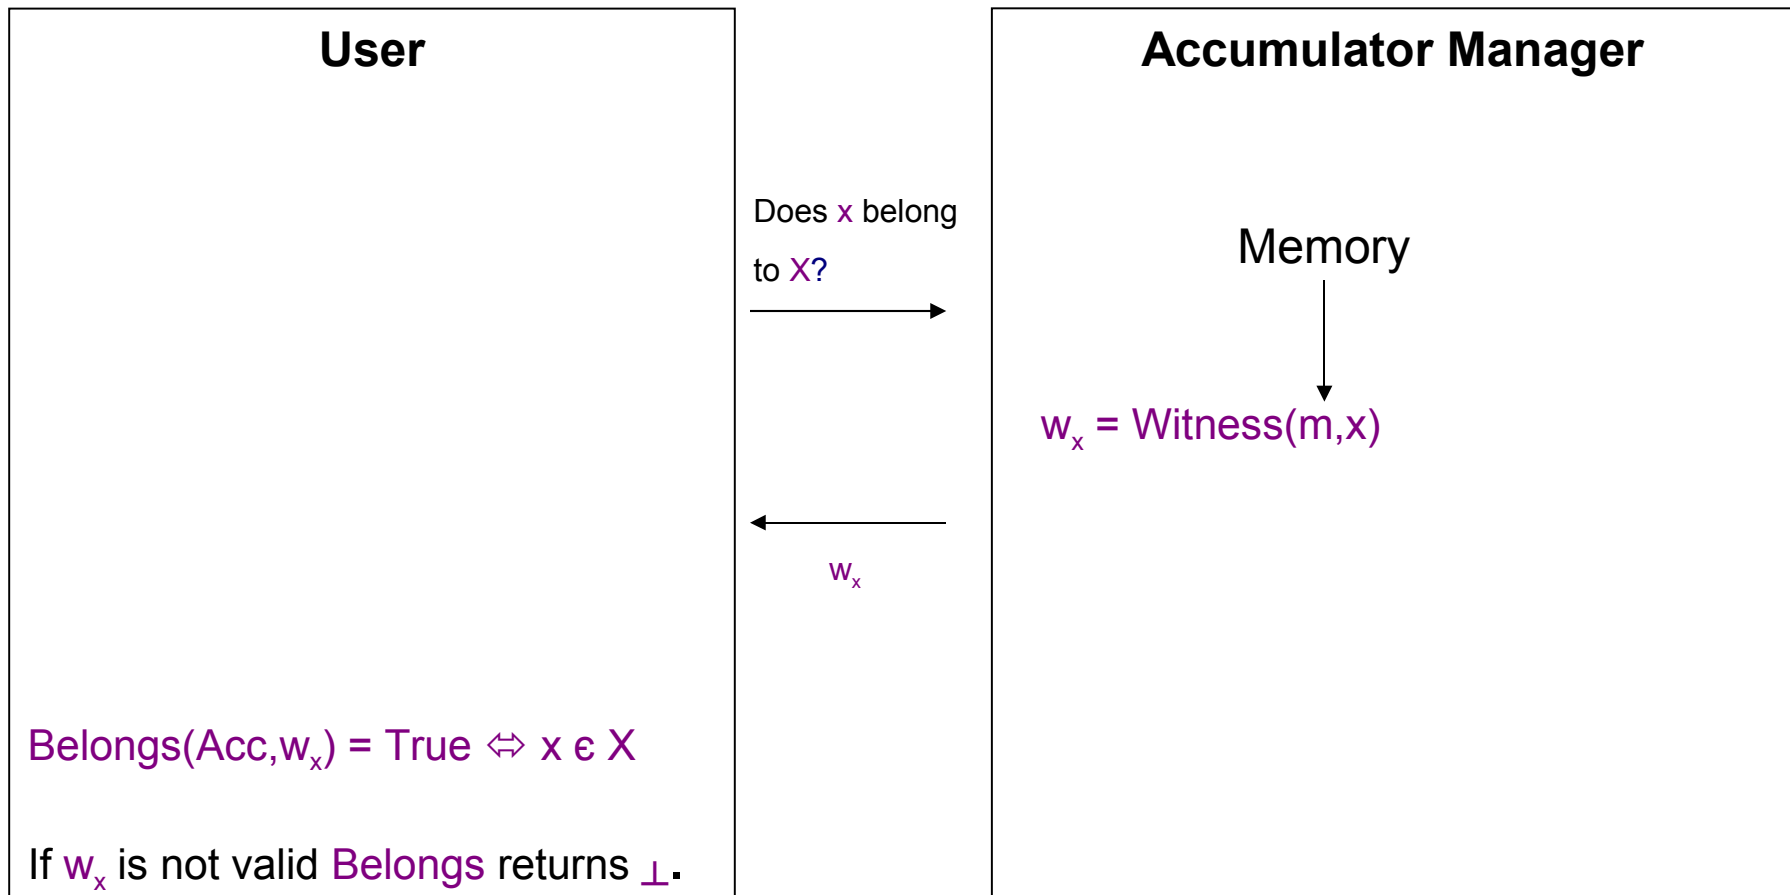 User
Accumulator Manager
Does x belong
to X?
Memory
wₓ = Witness(m,x)
wₓ
Belongs(Acc,wₓ) = True ⇔ x є X
If wₓ is not valid Belongs returns ⊥.